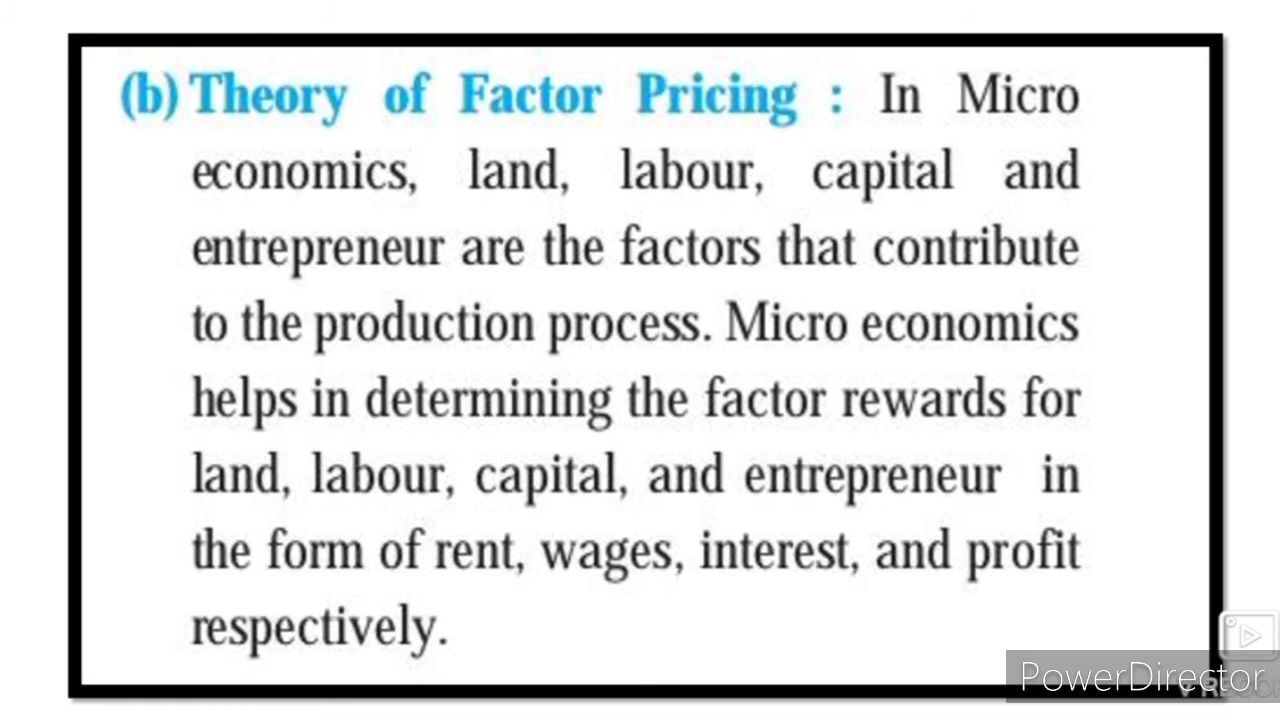 (b) Theory of Factor Pricing : In Micro
economics, land, labour, capital and
entrepreneur are the factors that contribute
to the production process. Micro economics
helps in determining the factor rewards for
land, labour, capital, and entrepreneur in
the form of rent, wages, interest, and profit
respectively.
PowerDirector